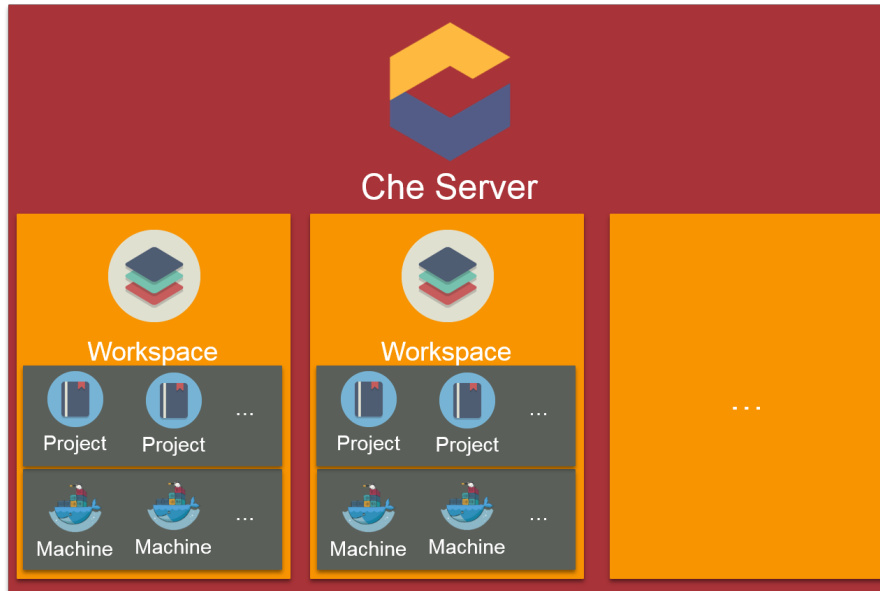 Che Server
Workspace
Project Project ...
Machine Machine ...
Workspace
Project Project ...
Machine Machine ...
...